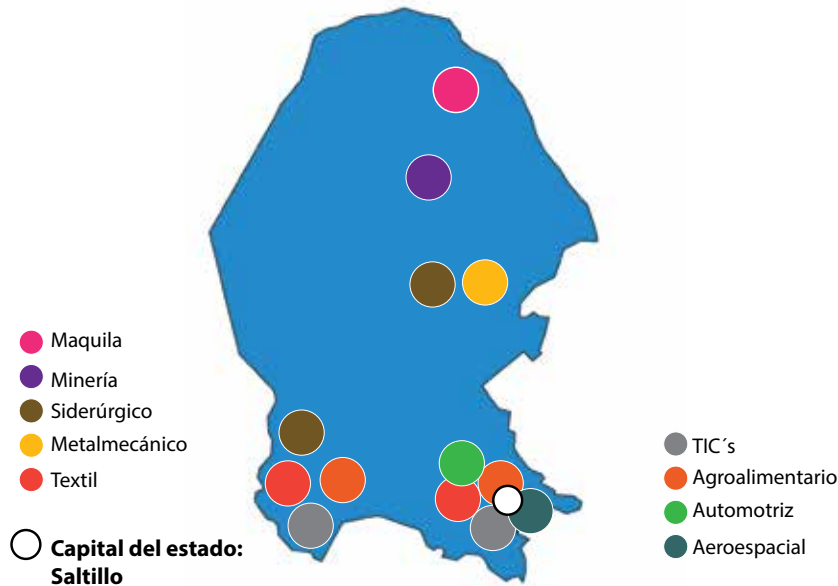 Maquila
Minería
Siderúrgico
Metalmecánico
Textil
Capital del estado:
Saltillo
TIC´s
Agroalimentario
Automotriz
Aeroespacial